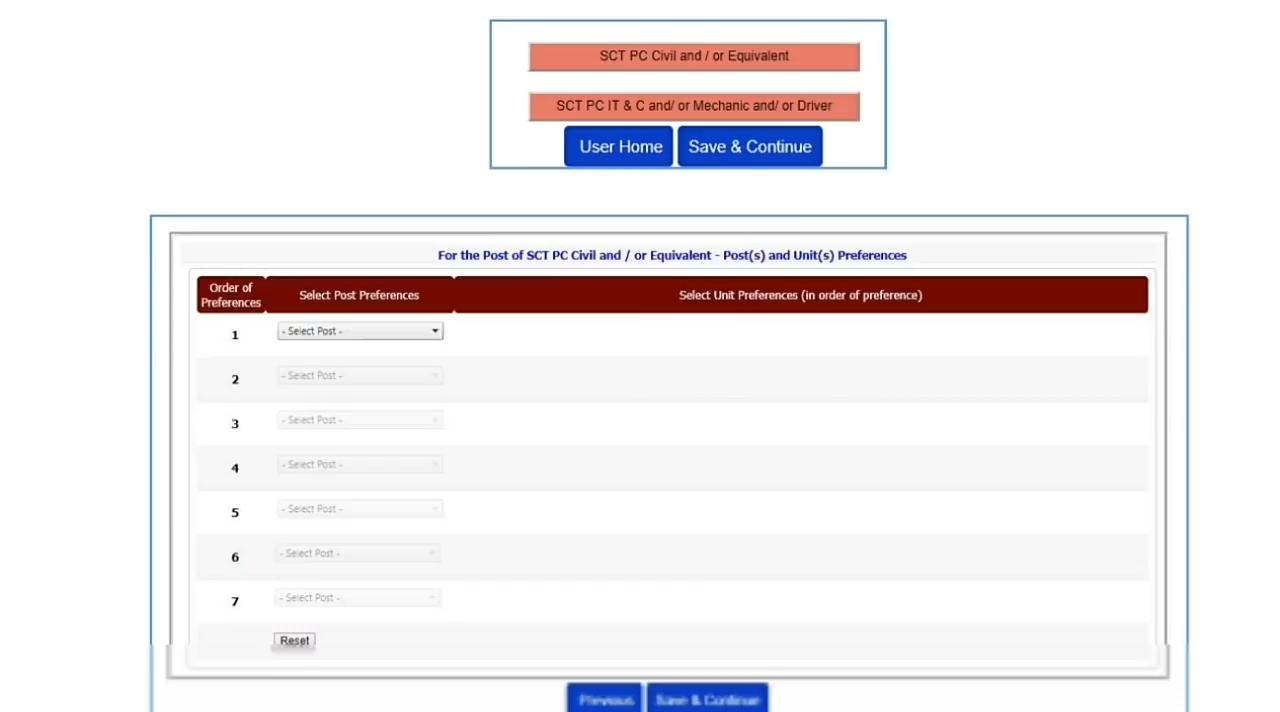 SCT PC Civil and / or Equivalent
SCT PC IT & C and/ or Mechanic and/ or Driver
User Home Save & Continue
For the Post of SCT PC Civil and / or Equivalent - Post(s) and Unit(s) Preferences
Order of Preferences Select Post Preferences Select Unit Preferences (in order of preference)
1 - Select Post -
2 - Select Post -
3 - Select Post -
4 - Select Post -
5 - Select Post -
6 - Select Post -
7 - Select Post -
Reset
Previous Save & Continue